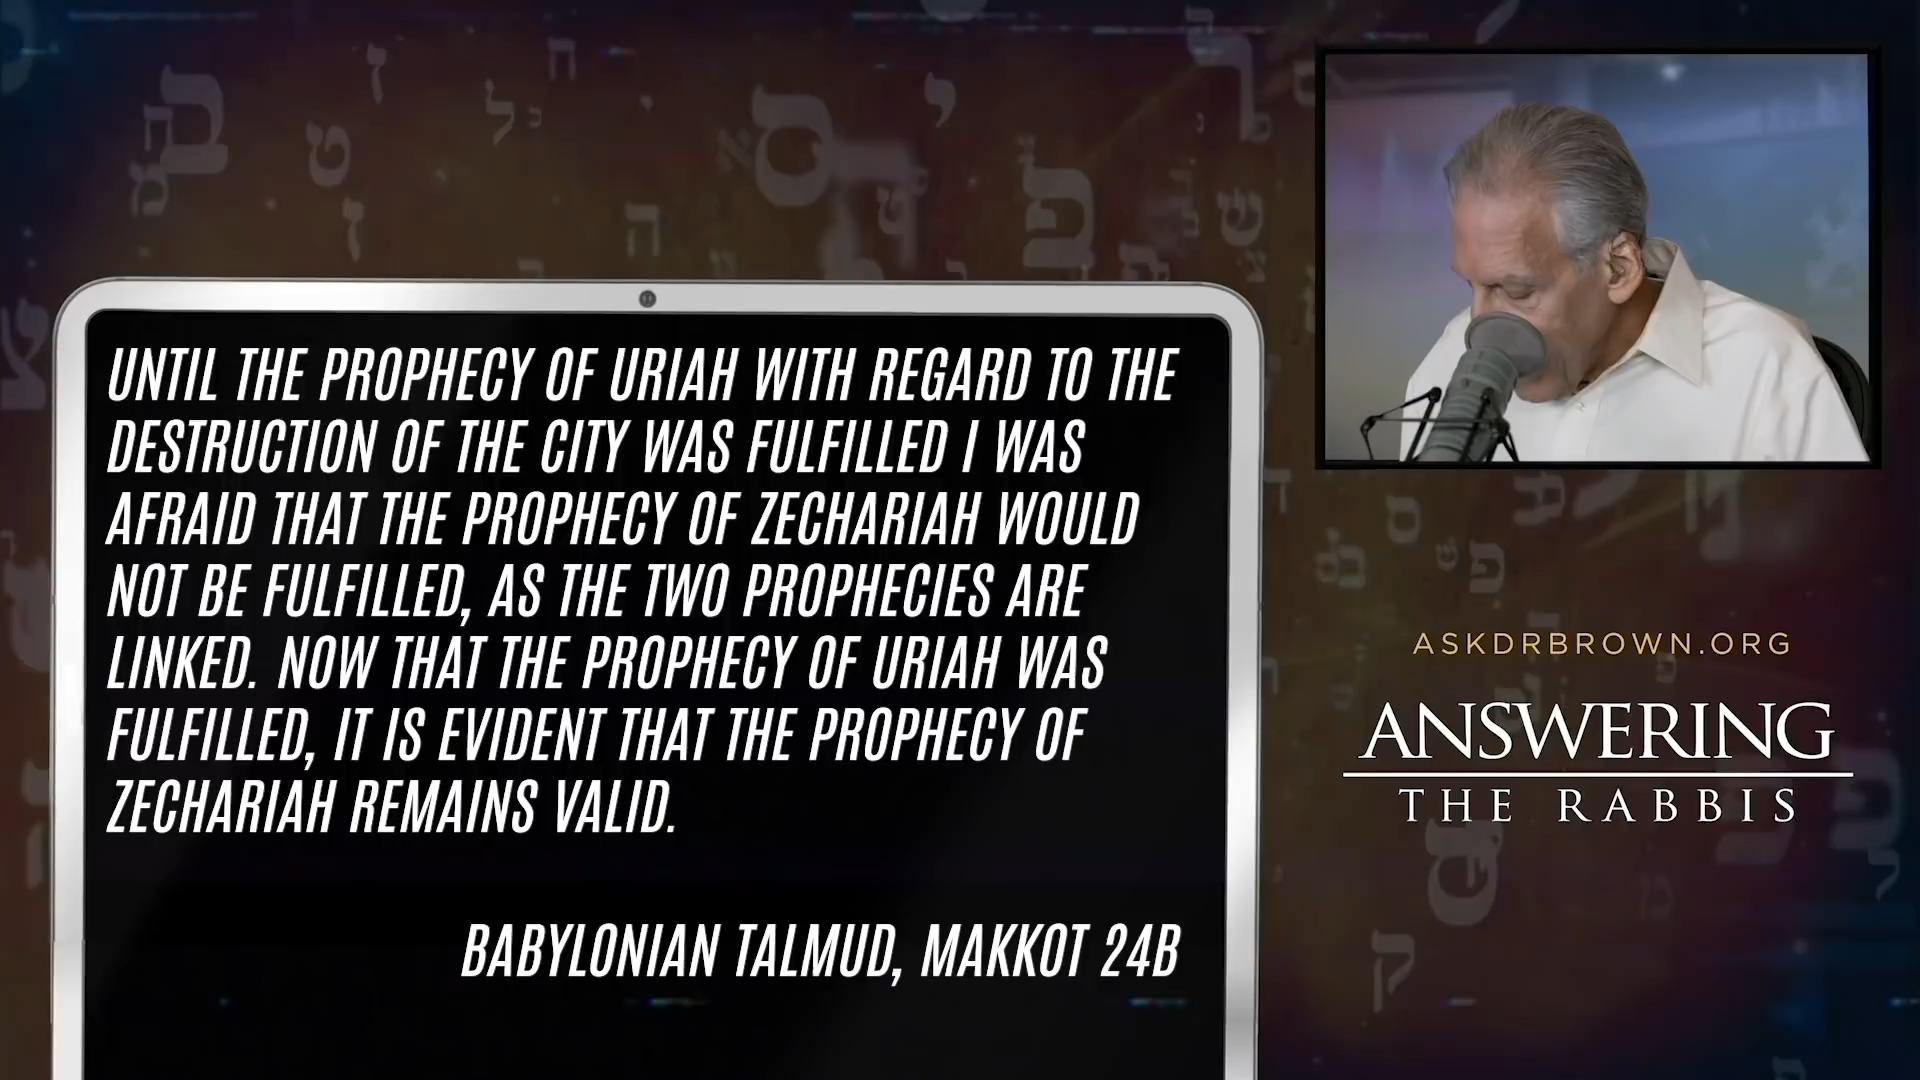 UNTIL THE PROPHECY OF URIAH WITH REGARD TO THE
DESTRUCTION OF THE CITY WAS FULFILLED I WAS
AFRAID THAT THE PROPHECY OF ZECHARIAH WOULD
NOT BE FULFILLED, AS THE TWO PROPHECIES ARE
LINKED. NOW THAT THE PROPHECY OF URIAH WAS
FULFILLED, IT IS EVIDENT THAT THE PROPHECY OF
ZECHARIAH REMAINS VALID.
BABYLONIAN TALMUD, MAKKOT 24B
ASKDRBROWN.ORG
ANSWERING
THE RABBIS